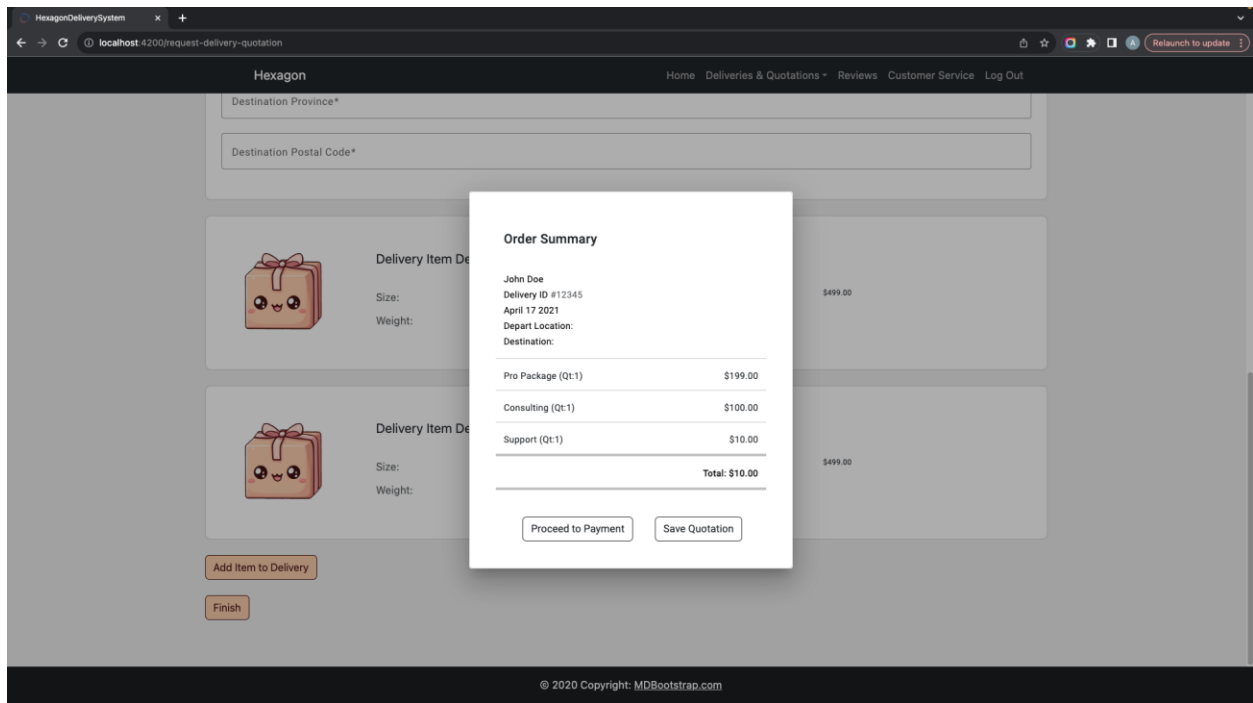 HexagonDeliverySystem
localhost:4200/request-delivery-quotation
A
Relaunch to update
Hexagon
Home Deliveries & Quotations Reviews Customer Service Log Out
Destination Province*
Destination Postal Code*
Delivery Item De
Size:
Weight:
$499.00
Order Summary
John Doe
Delivery ID #12345
April 17 2021
Depart Location:
Destination:
Pro Package (Qt:1) $199.00
Consulting (Qt:1) $100.00
Support (Qt:1) $10.00
Total: $10.00
Proceed to Payment Save Quotation
Delivery Item De
Size:
Weight:
$499.00
Add Item to Delivery
Finish
© 2020 Copyright: MDBootstrap.com